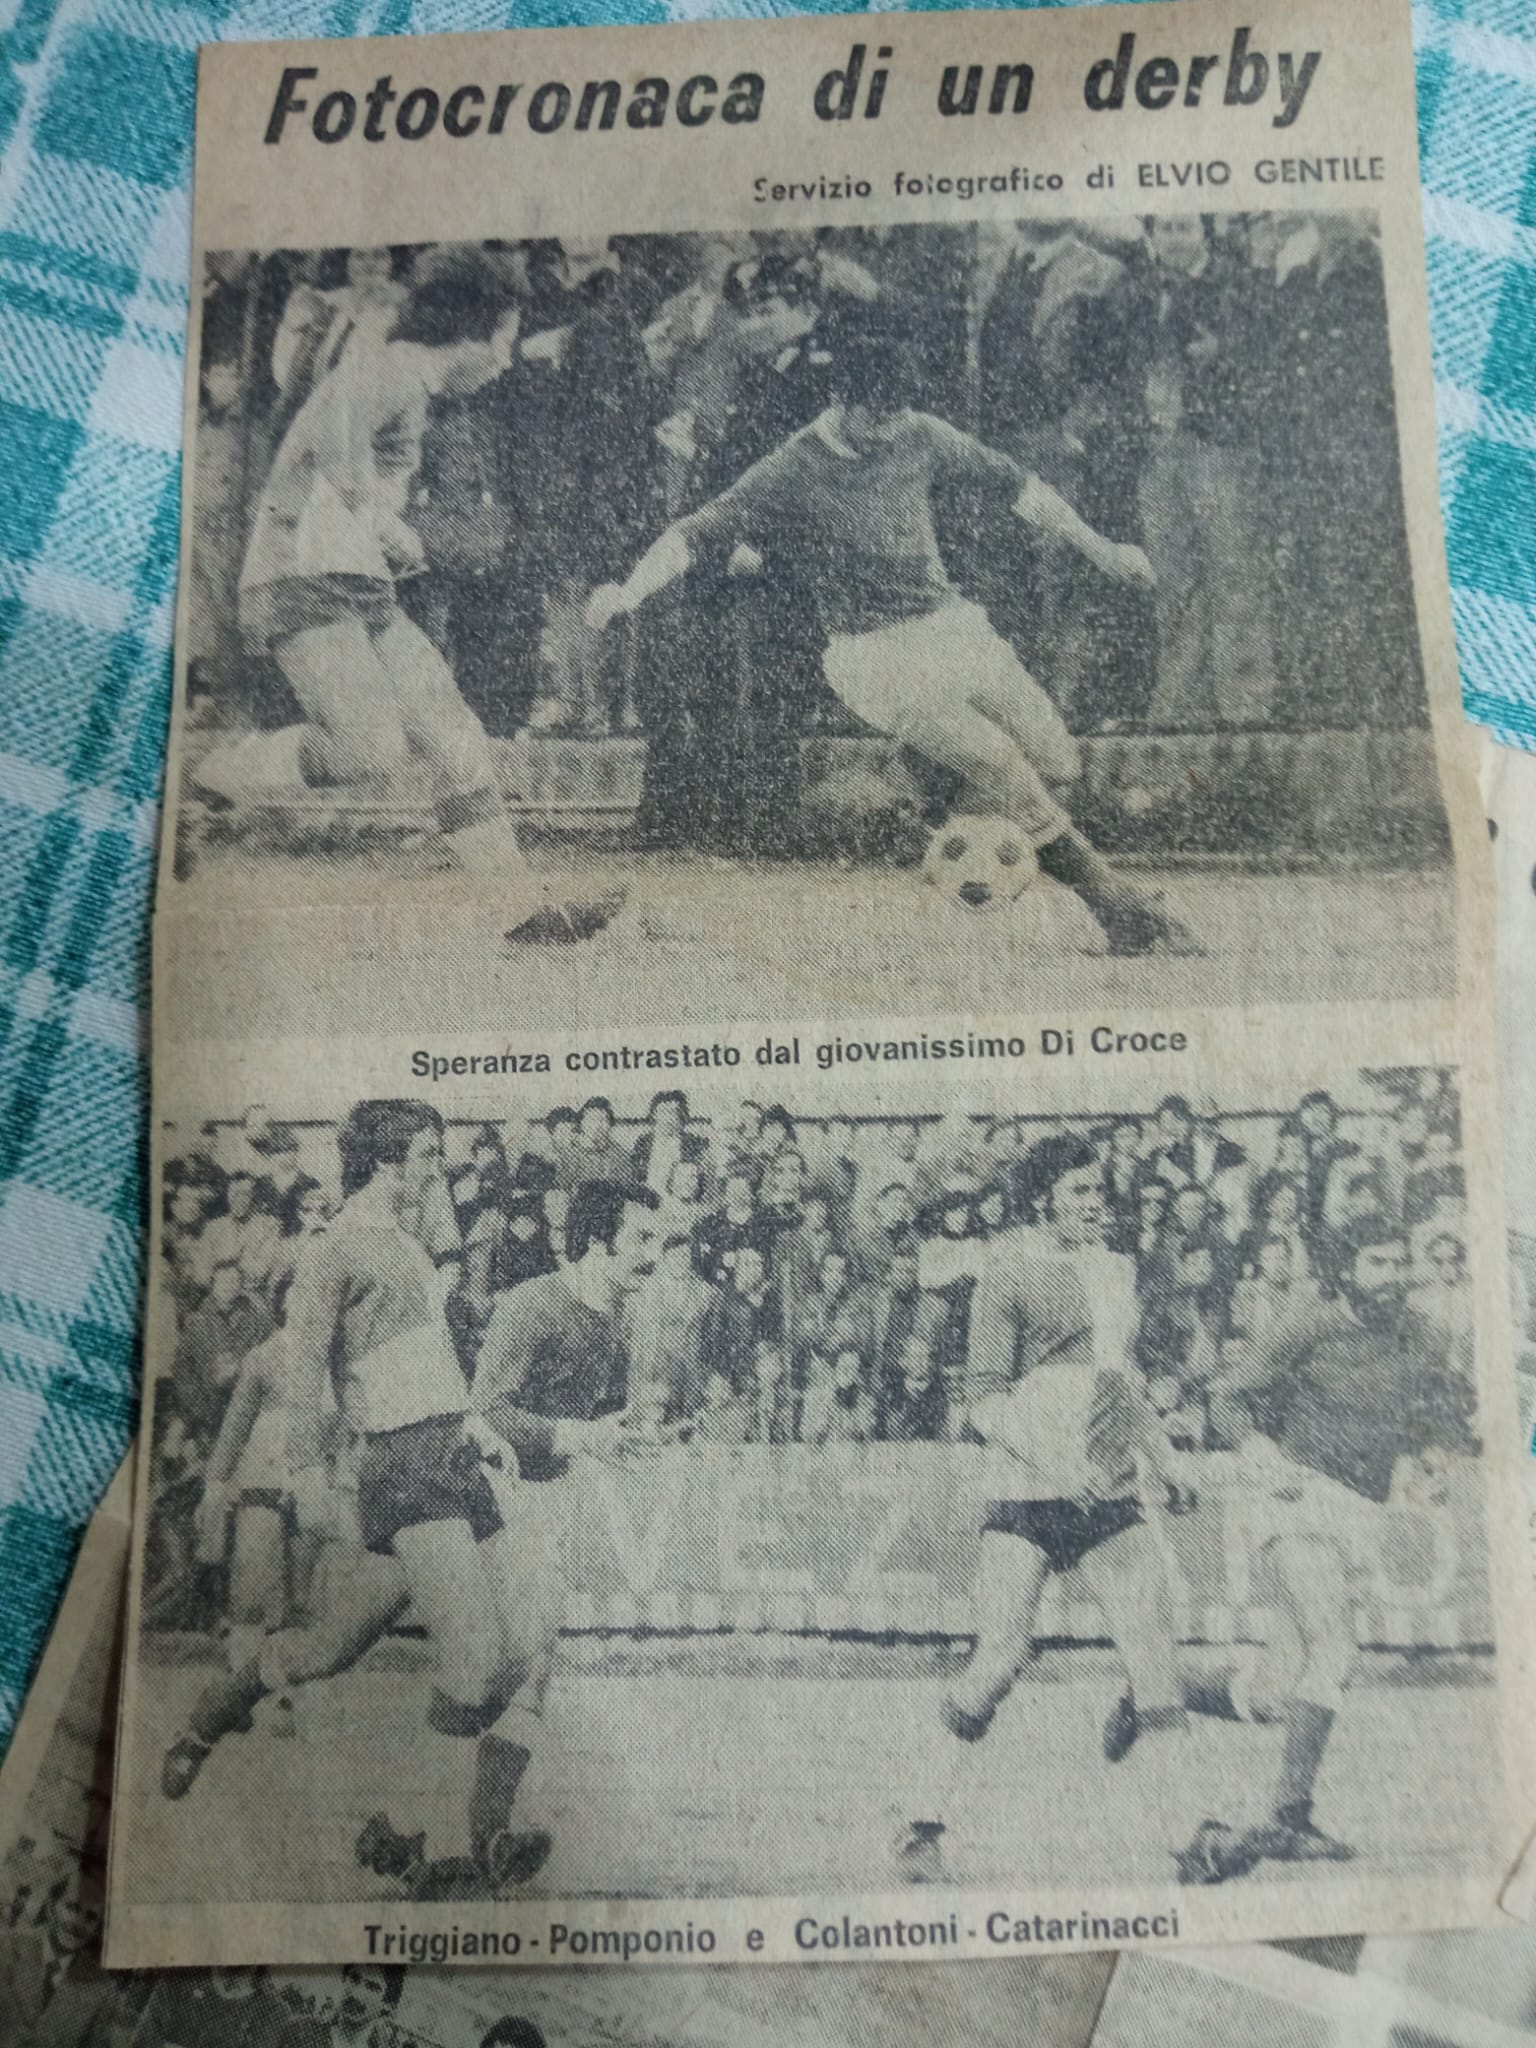 Fotocronaca di un derby
Servizio fotografico di ELVIO GENTILE
Speranza contrastato dal giovanissimo Di Croce
VEZ
Triggiano - Pomponio e Colantoni - Catarinacci